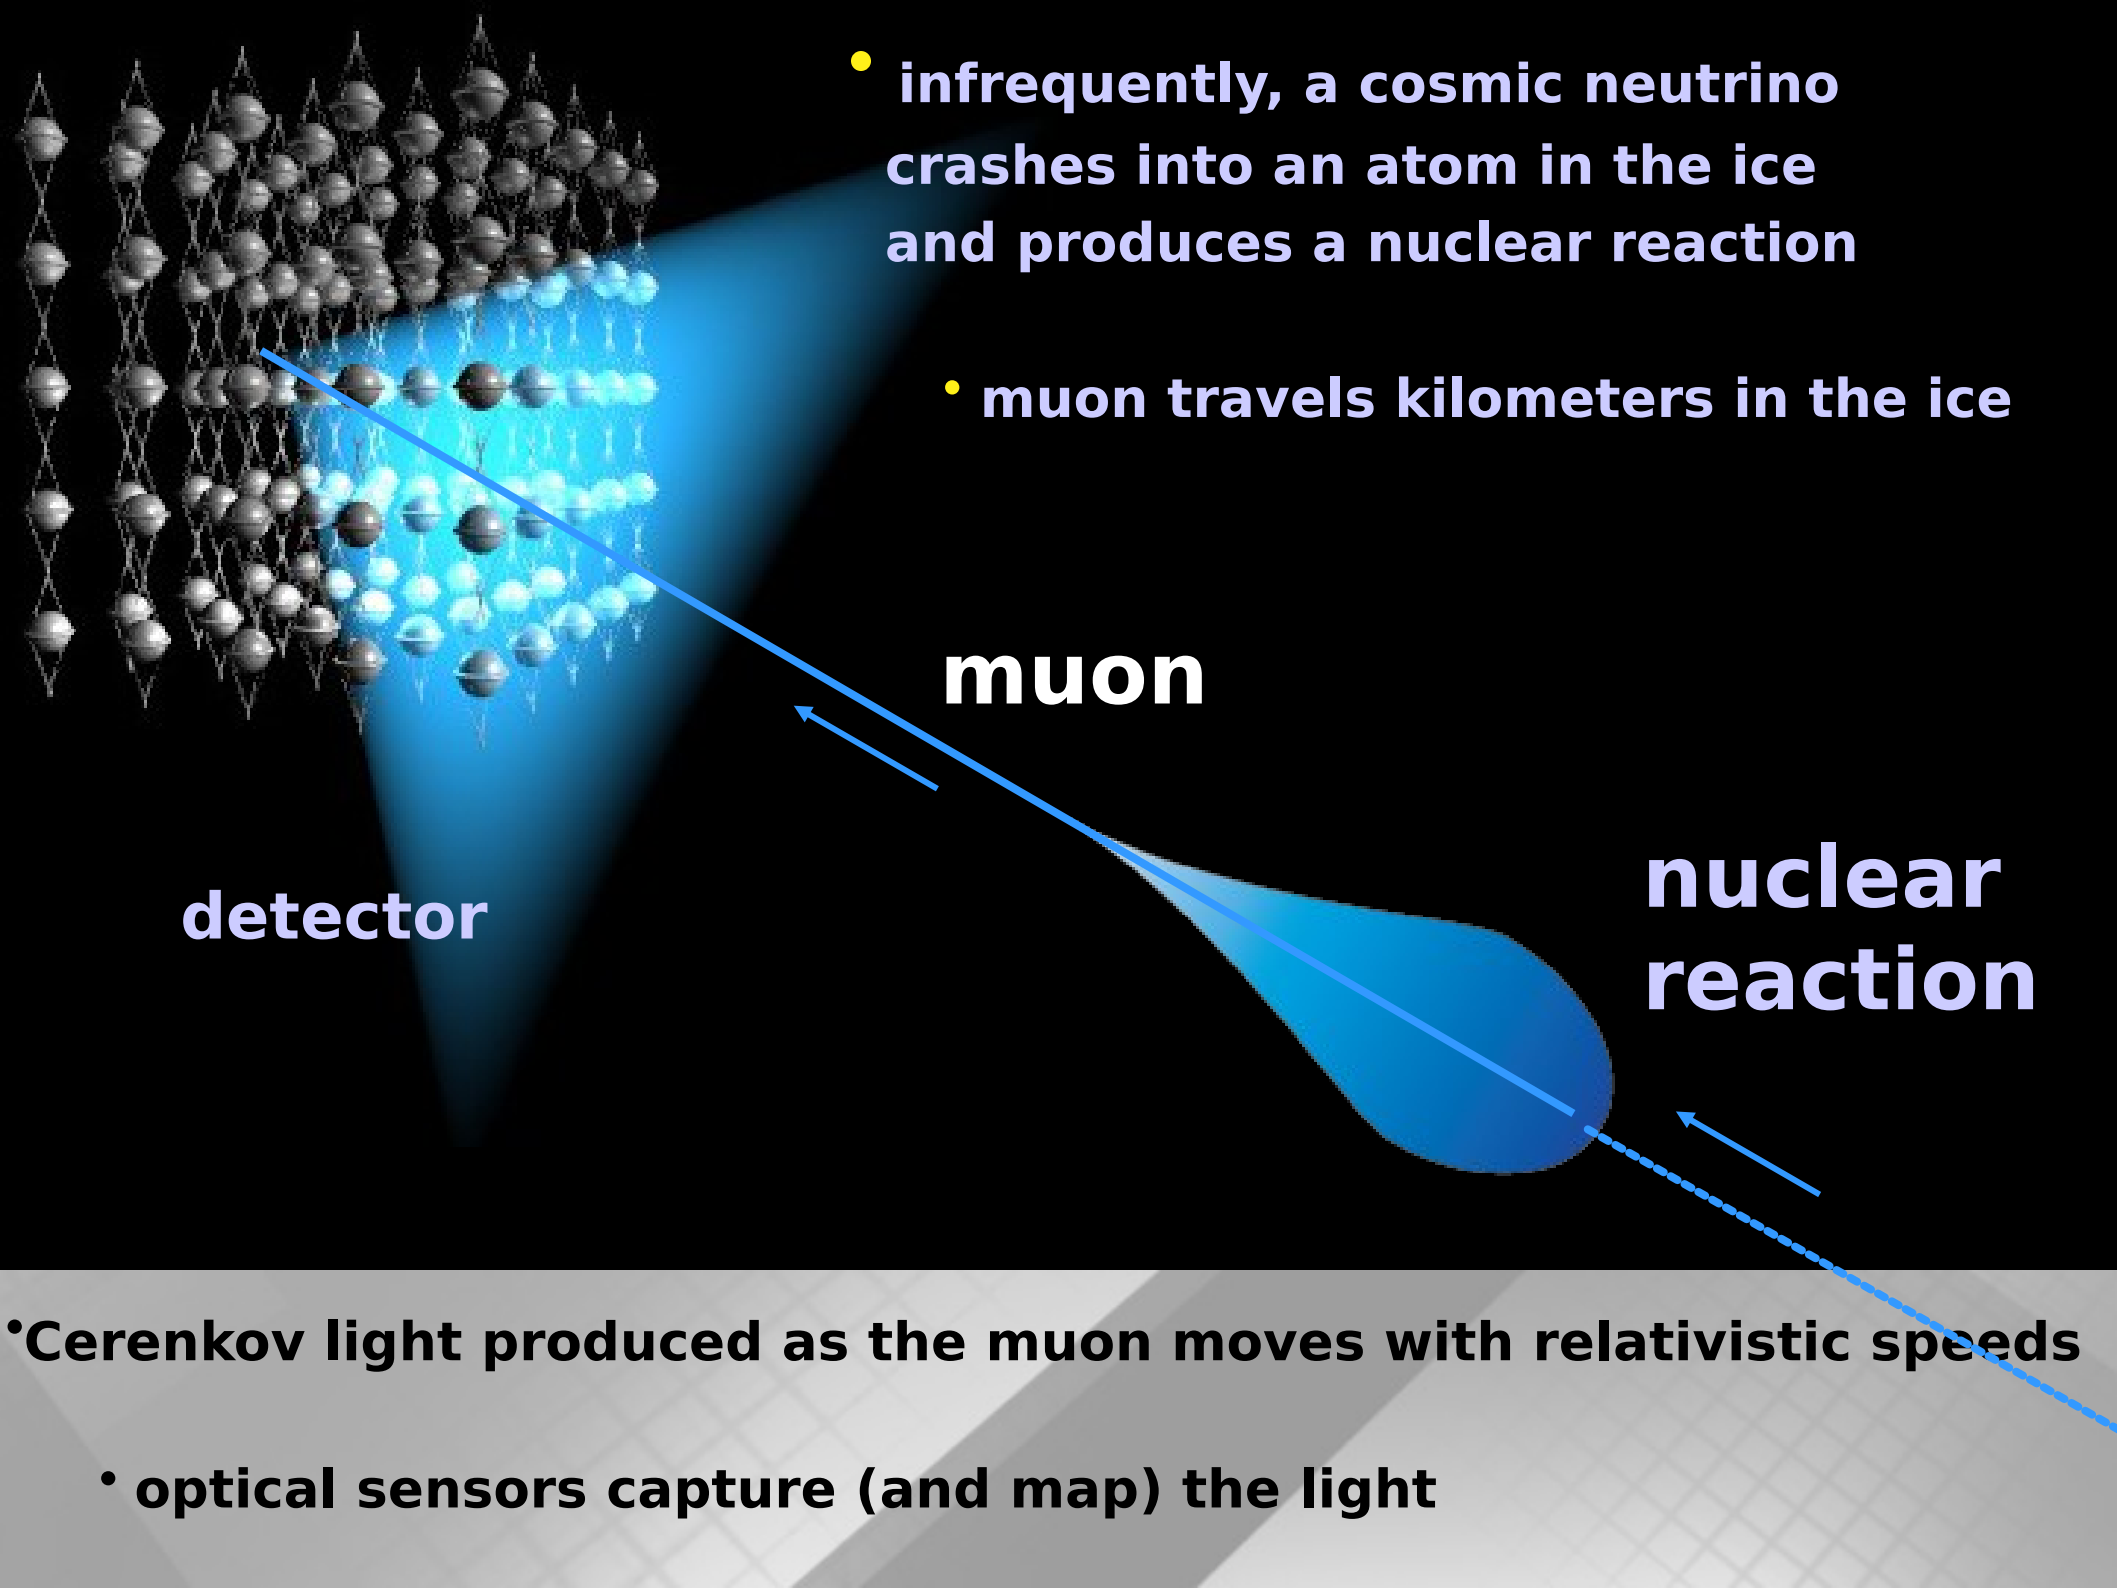 • infrequently, a cosmic neutrino
crashes into an atom in the ice
and produces a nuclear reaction
• muon travels kilometers in the ice
muon
nuclear
reaction
detector
•Cerenkov light produced as the muon moves with relativistic speeds
• optical sensors capture (and map) the light